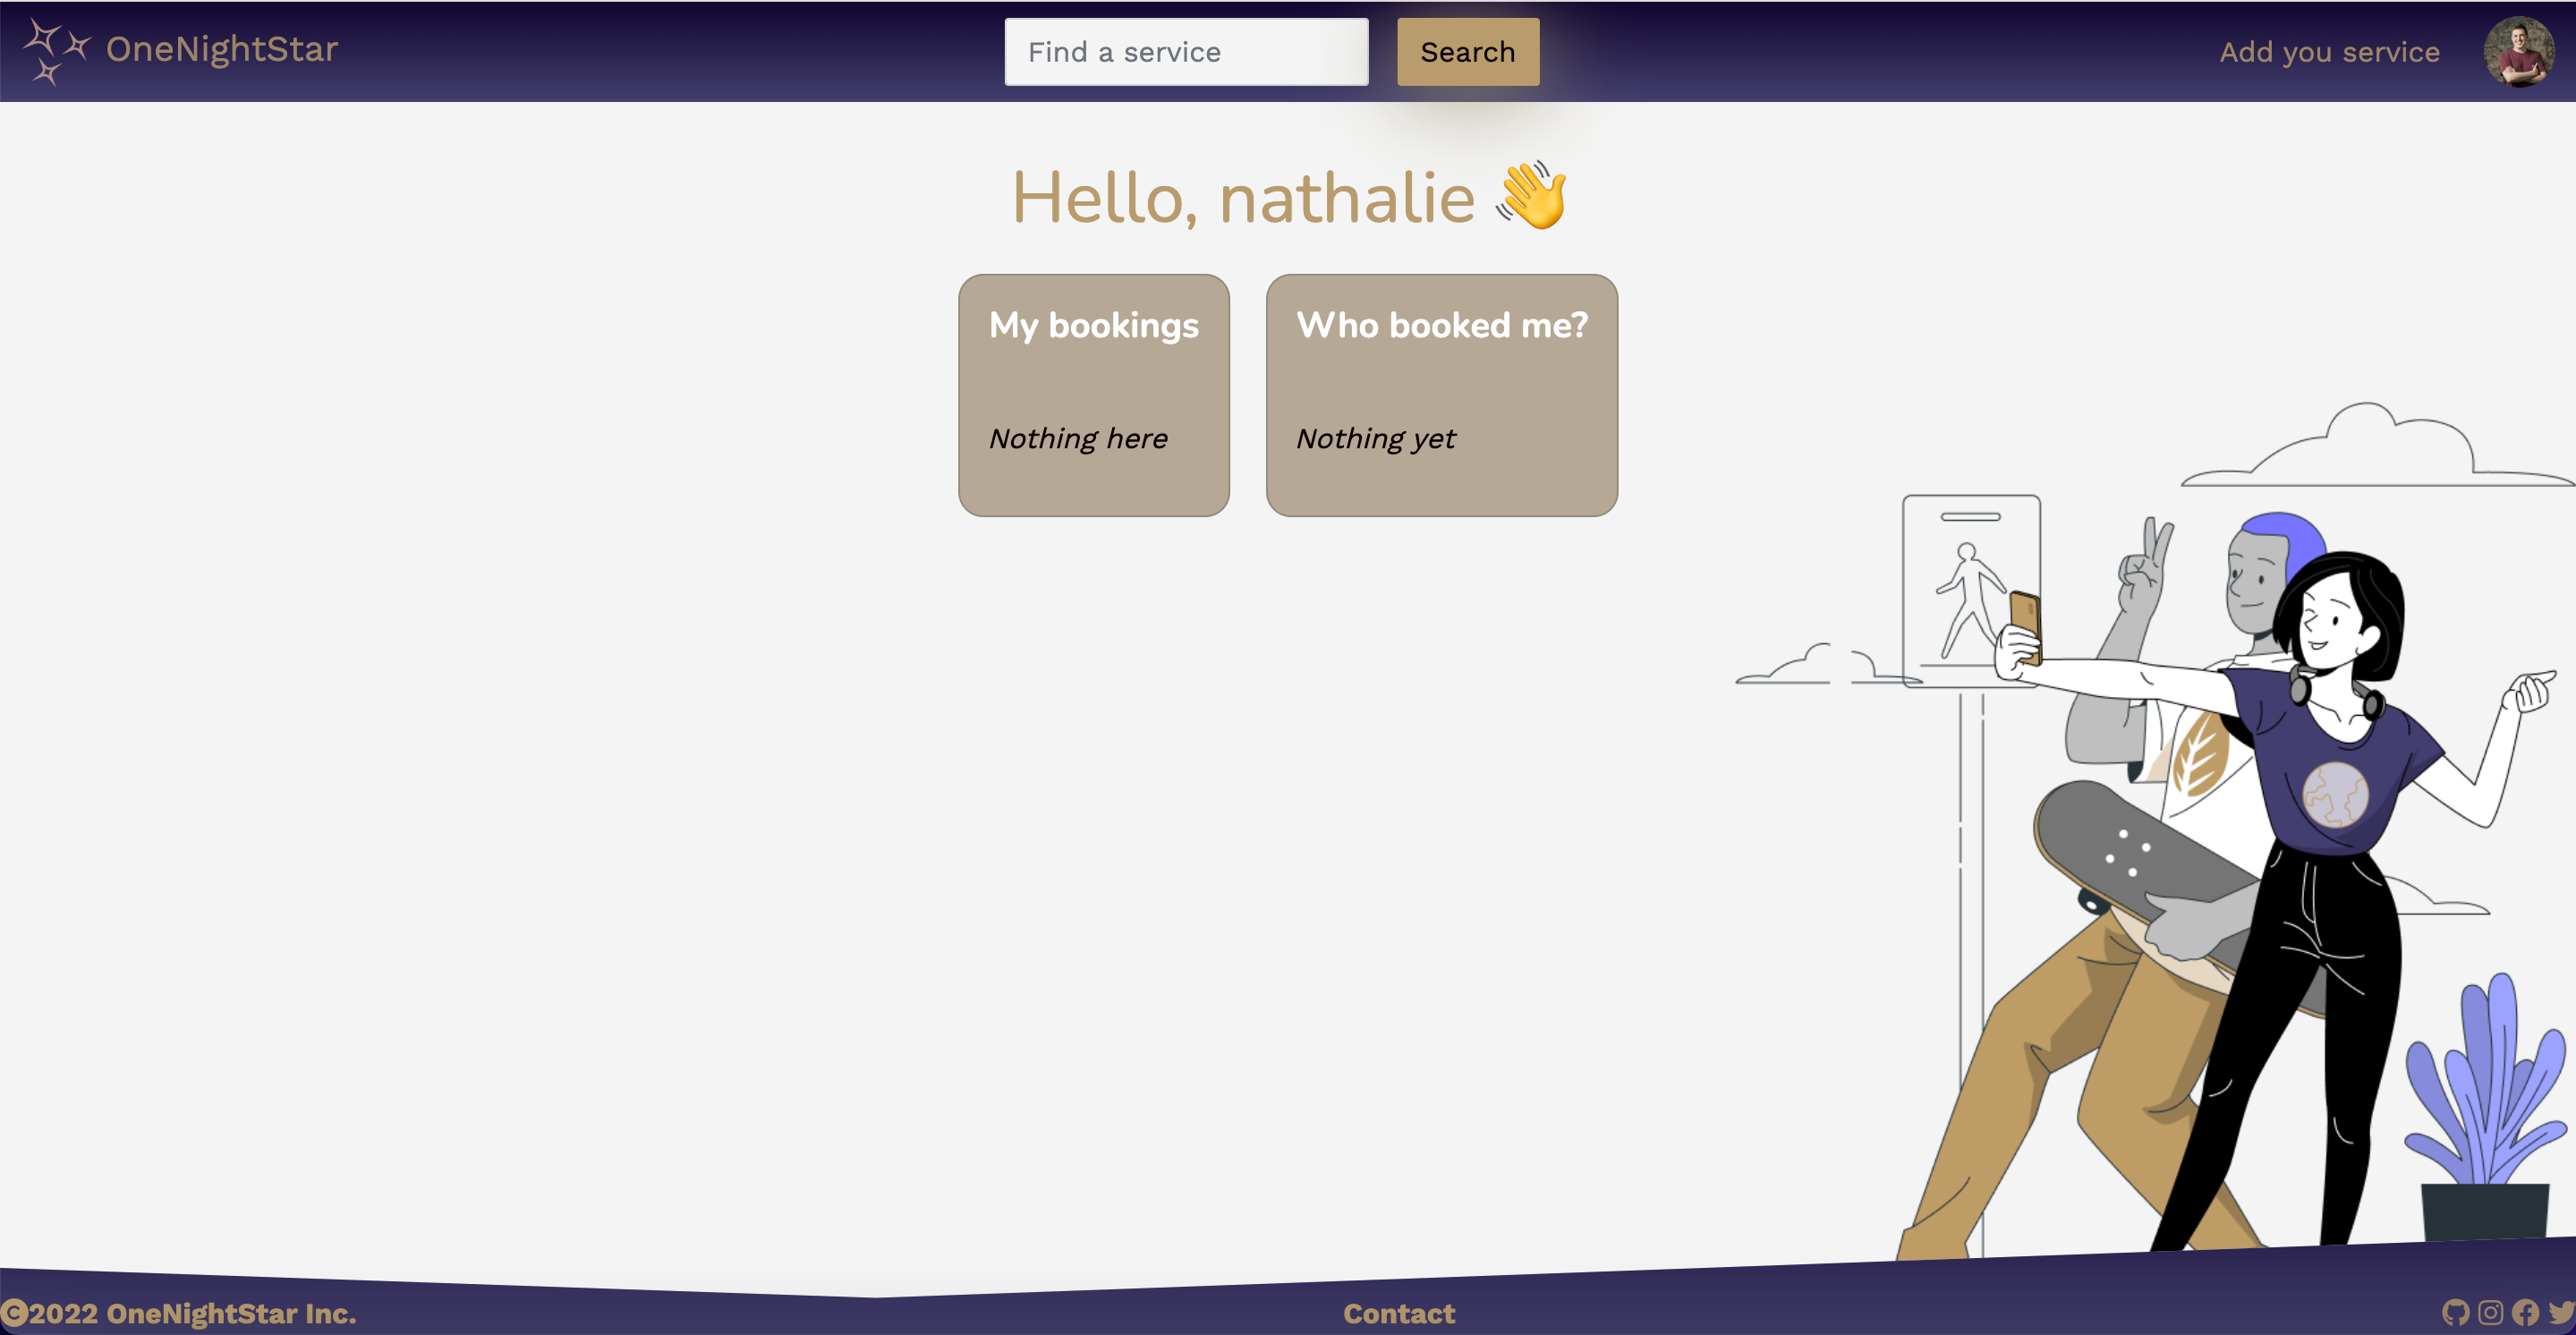 OneNightStar
Find a service
Search
Add you service
Hello, nathalie 👋
My bookings
Nothing here
Who booked me?
Nothing yet
©2022 OneNightStar Inc.
Contact